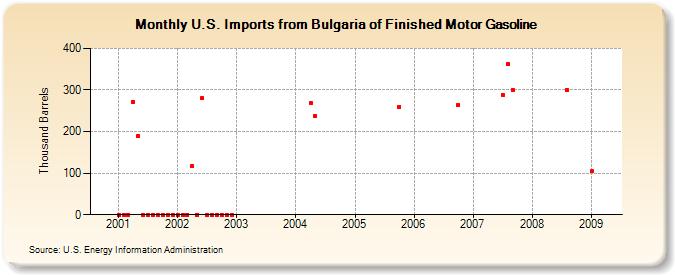 Monthly U.S. Imports from Bulgaria of Finished Motor Gasoline
Thousand Barrels
400
300
200
100
0
2001 2002 2003 2004 2005 2006 2007 2008 2009
Source: U.S. Energy Information Administration